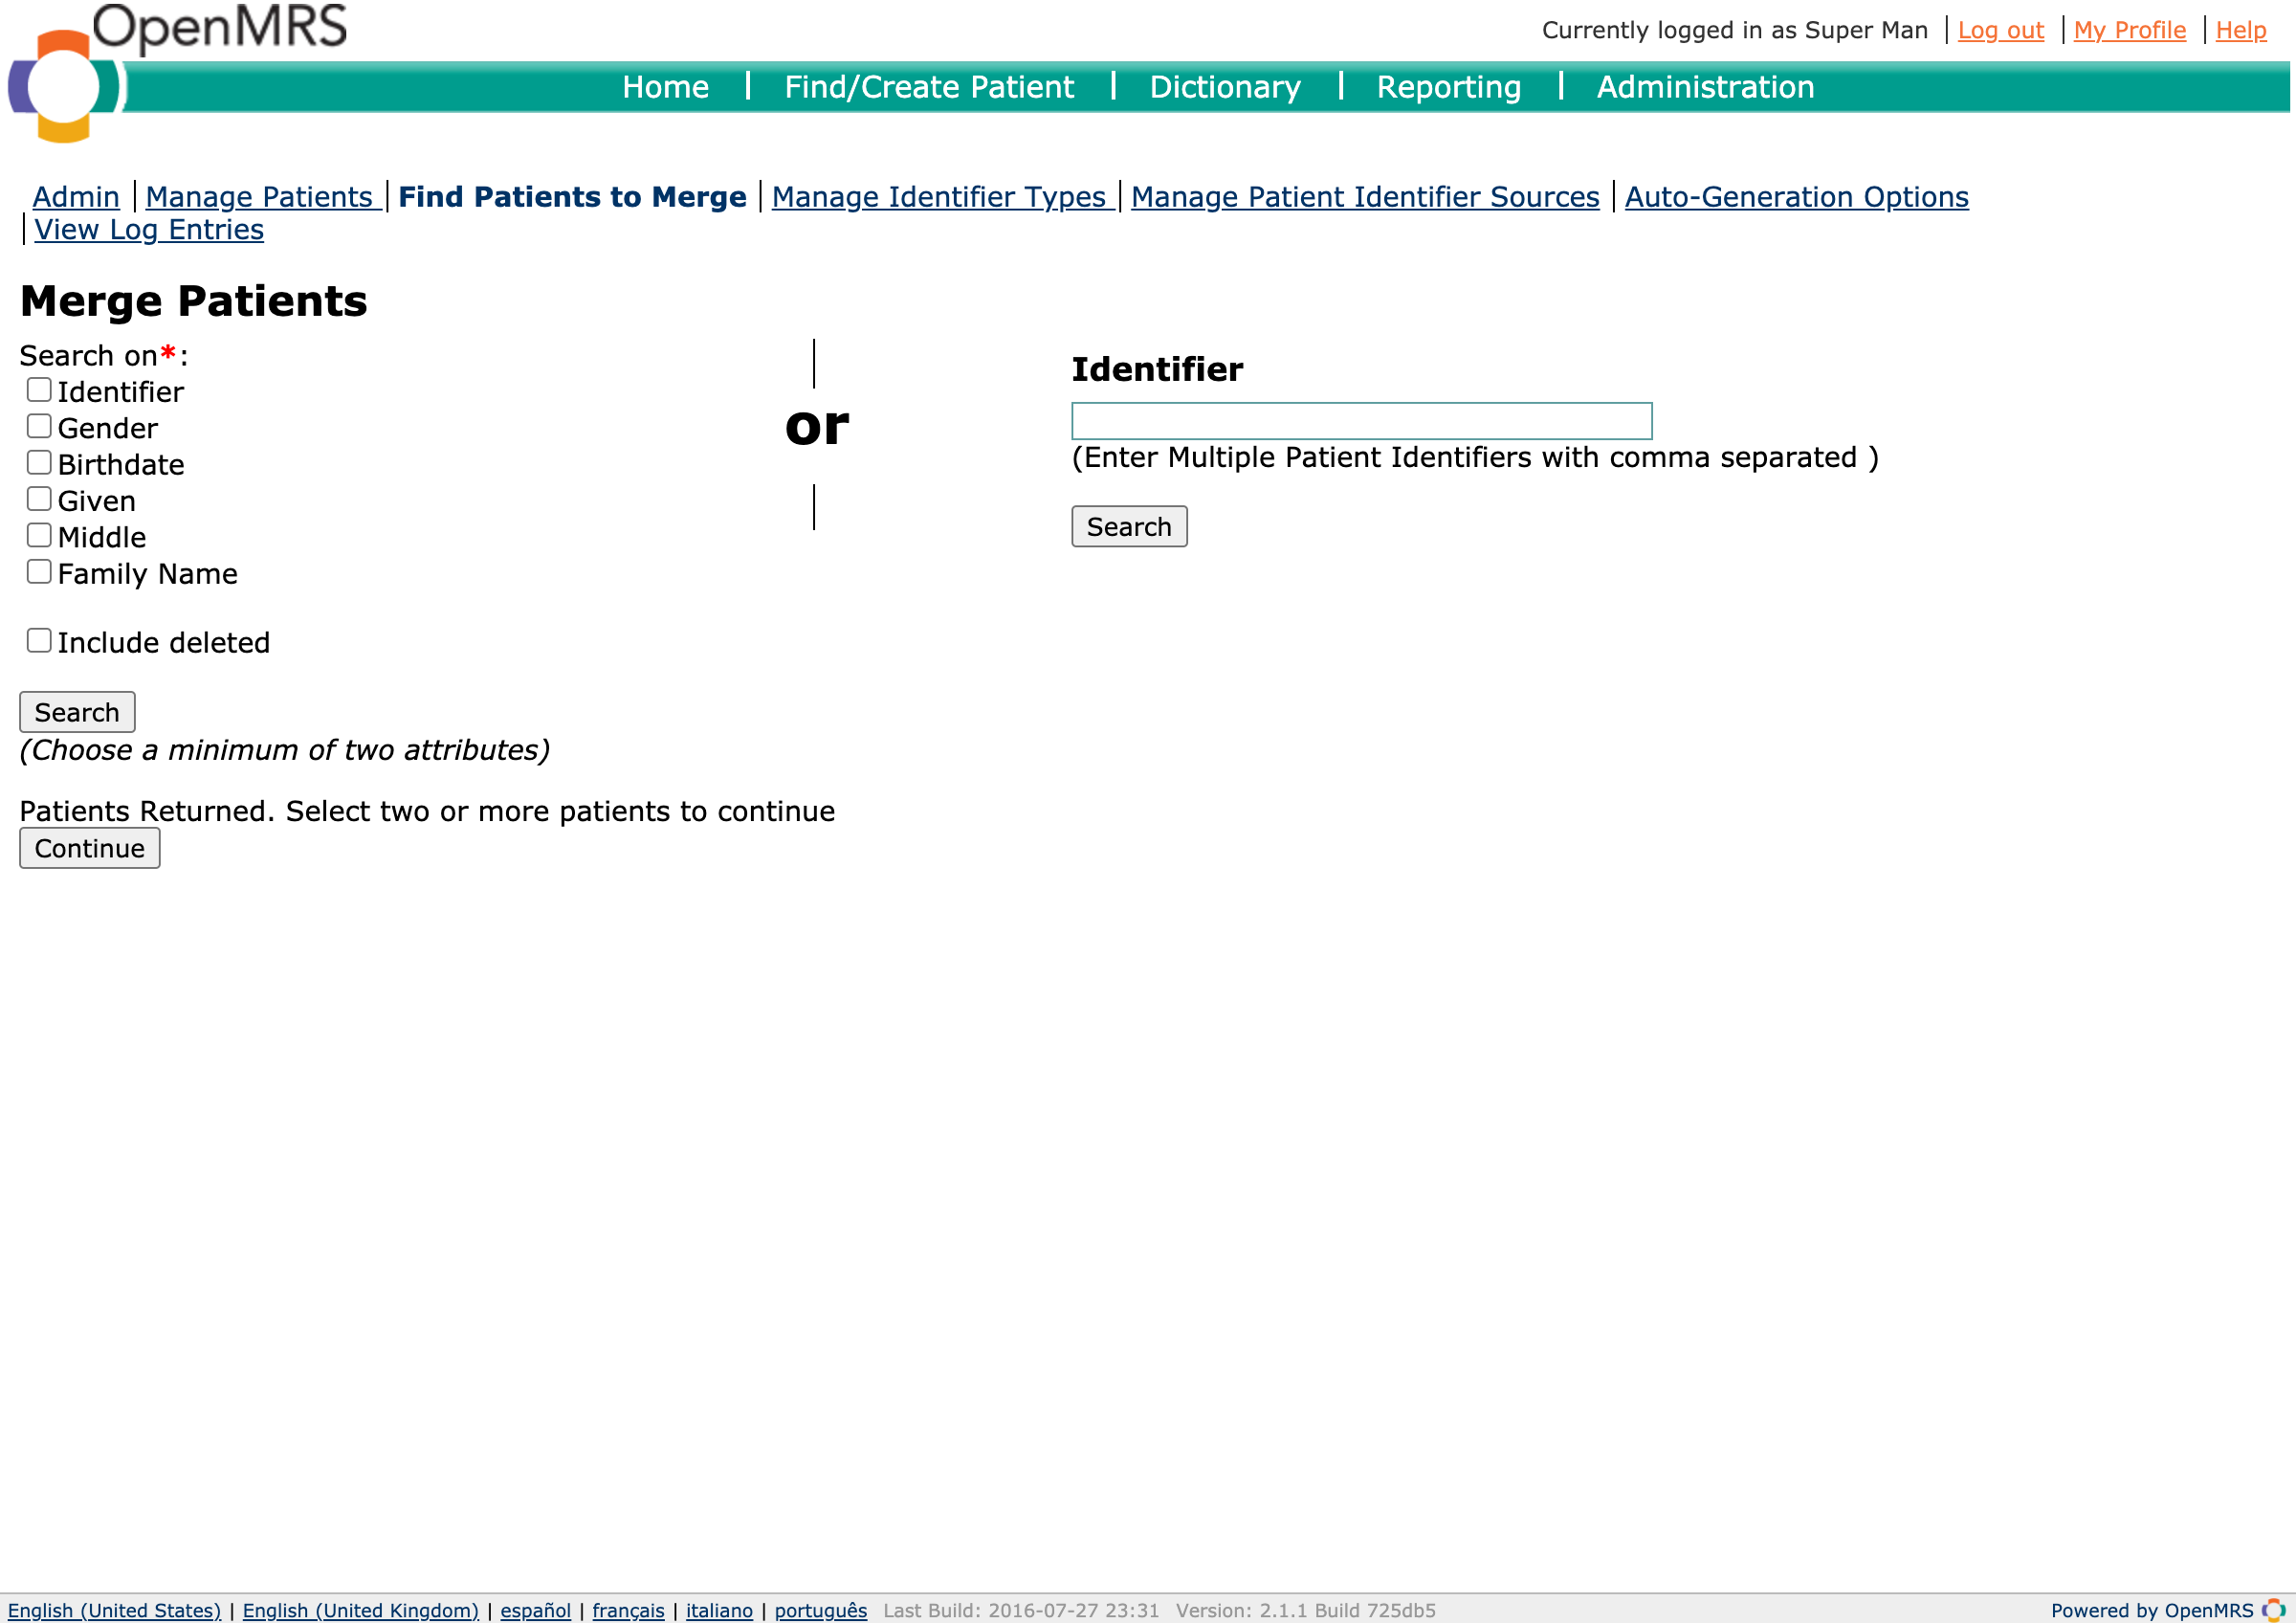 OpenMRS
Currently logged in as Super Man | Log out | My Profile | Help
Home | Find/Create Patient | Dictionary | Reporting | Administration
Admin | Manage Patients | Find Patients to Merge | Manage Identifier Types | Manage Patient Identifier Sources | Auto-Generation Options
| View Log Entries
Merge Patients
Search on*:
Identifier
Gender
Birthdate
Given
Middle
Family Name
Include deleted
Search
(Choose a minimum of two attributes)
or
Identifier
(Enter Multiple Patient Identifiers with comma separated )
Search
Patients Returned. Select two or more patients to continue
Continue
English (United States) | English (United Kingdom) | español | français | italiano | português Last Build: 2016-07-27 23:31 Version: 2.1.1 Build 725db5
Powered by OpenMRS